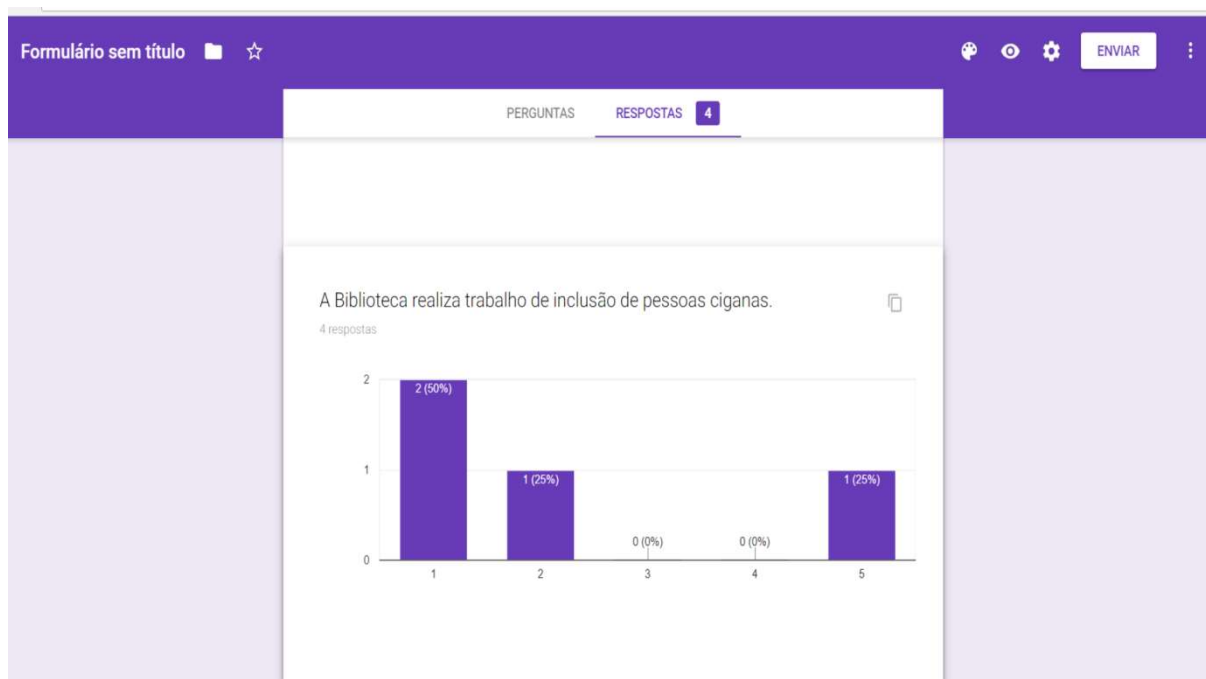 Formulário sem título
ENVIAR
PERGUNTAS RESPOSTAS 4
A Biblioteca realiza trabalho de inclusão de pessoas ciganas.
4 respostas
2
2 (50%)
1
1 (25%)
1 (25%)
0 (0%)
0 (0%)
0
1 2 3 4 5